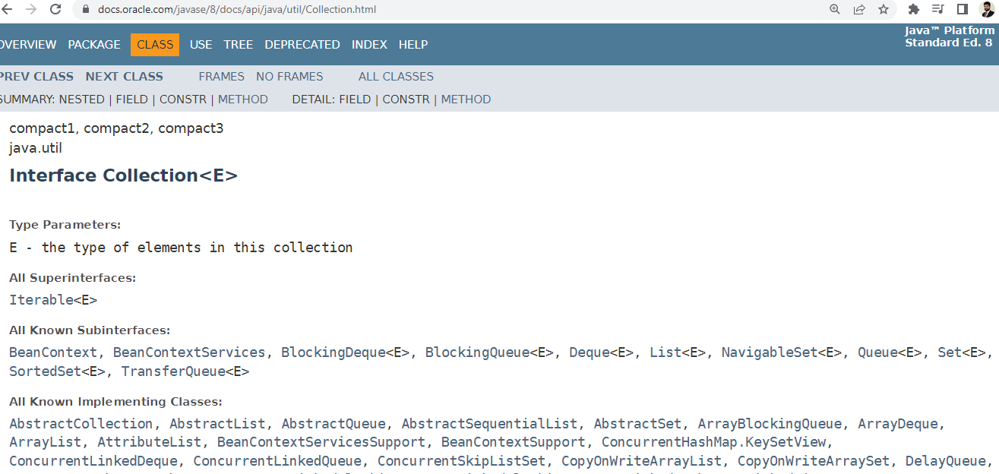 docs.oracle.com/javase/8/docs/api/java/util/Collection.html
Java™ Platform
Standard Ed. 8
OVERVIEW PACKAGE CLASS USE TREE DEPRECATED INDEX HELP
PREV CLASS NEXT CLASS FRAMES NO FRAMES ALL CLASSES
SUMMARY: NESTED | FIELD | CONSTR | METHOD DETAIL: FIELD | CONSTR | METHOD
compact1, compact2, compact3
java.util
Interface Collection<E>
Type Parameters:
E - the type of elements in this collection
All Superinterfaces:
Iterable<E>
All Known Subinterfaces:
BeanContext, BeanContextServices, BlockingDeque<E>, BlockingQueue<E>, Deque<E>, List<E>, NavigableSet<E>, Queue<E>, Set<E>,
SortedSet<E>, TransferQueue<E>
All Known Implementing Classes:
AbstractCollection, AbstractList, AbstractQueue, AbstractSequentialList, AbstractSet, ArrayBlockingQueue, ArrayDeque,
ArrayList, AttributeList, BeanContextServicesSupport, BeanContextSupport, ConcurrentHashMap.KeySetView,
ConcurrentLinkedDeque, ConcurrentLinkedQueue, ConcurrentSkipListSet, CopyOnWriteArrayList, CopyOnWriteArraySet, DelayQueue,